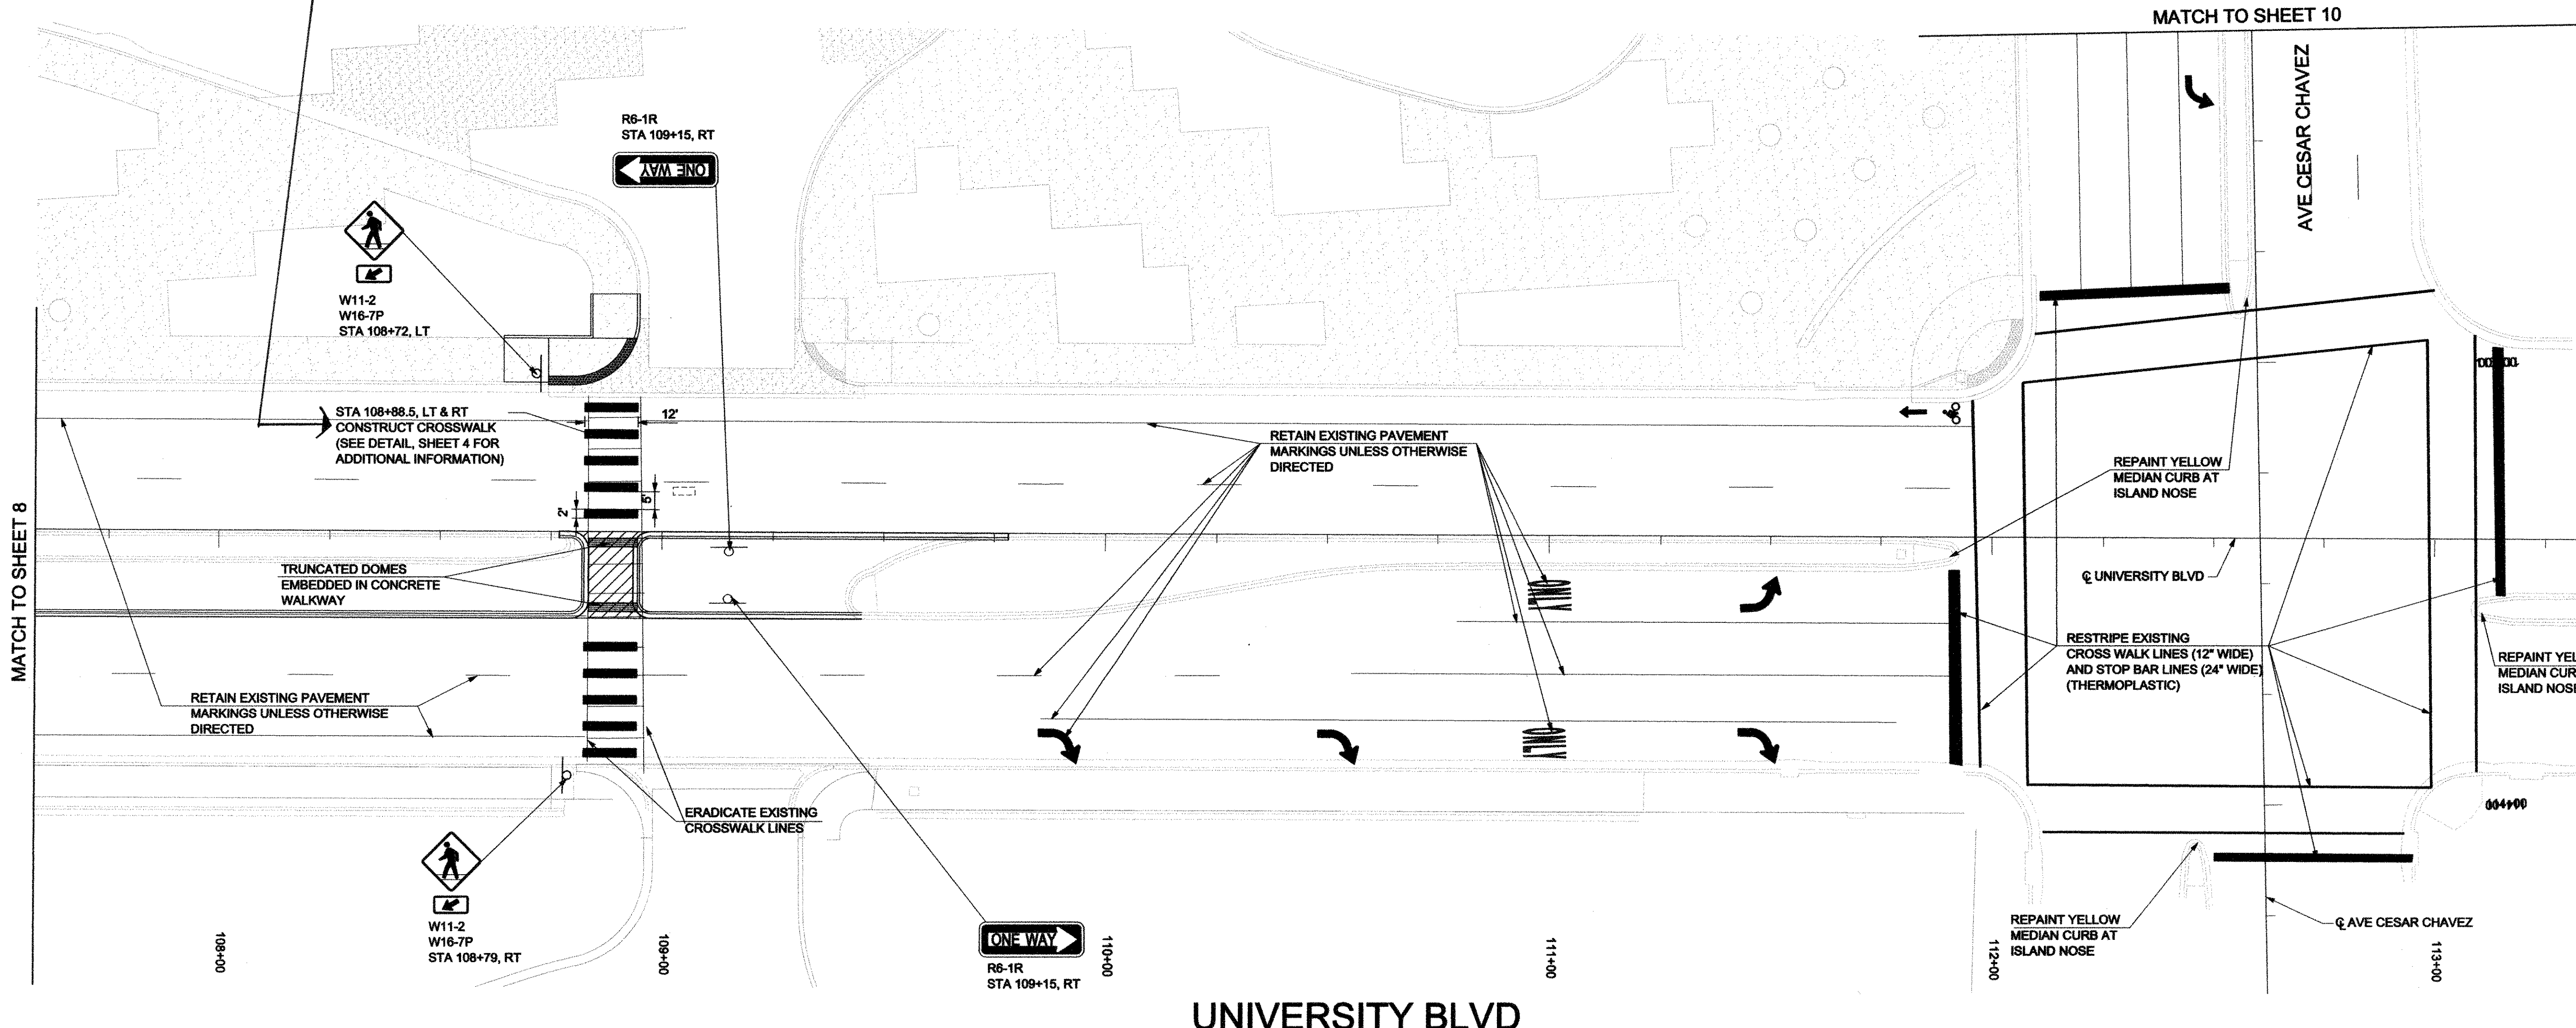 MATCH TO SHEET 10
AVE CESAR CHAVEZ
R6-1R
STA 109+15, RT
ONE WAY
W11-2
W16-7P
STA 108+72, LT
STA 108+88.5, LT & RT
CONSTRUCT CROSSWALK
(SEE DETAIL, SHEET 4 FOR
ADDITIONAL INFORMATION)
12'
5'
2'
RETAIN EXISTING PAVEMENT
MARKINGS UNLESS OTHERWISE
DIRECTED
REPAINT YELLOW
MEDIAN CURB AT
ISLAND NOSE
MATCH TO SHEET 8
TRUNCATED DOMES
EMBEDDED IN CONCRETE
WALKWAY
℄ UNIVERSITY BLVD
ONLY
RESTRIPE EXISTING
CROSS WALK LINES (12" WIDE)
AND STOP BAR LINES (24" WIDE)
(THERMOPLASTIC)
REPAINT YEL
MEDIAN CUR
ISLAND NOSE
RETAIN EXISTING PAVEMENT
MARKINGS UNLESS OTHERWISE
DIRECTED
ONLY
ERADICATE EXISTING
CROSSWALK LINES
W11-2
W16-7P
STA 108+79, RT
ONE WAY
R6-1R
STA 109+15, RT
REPAINT YELLOW
MEDIAN CURB AT
ISLAND NOSE
℄ AVE CESAR CHAVEZ
108+00
109+00
110+00
111+00
112+00
113+00
UNIVERSITY BLVD